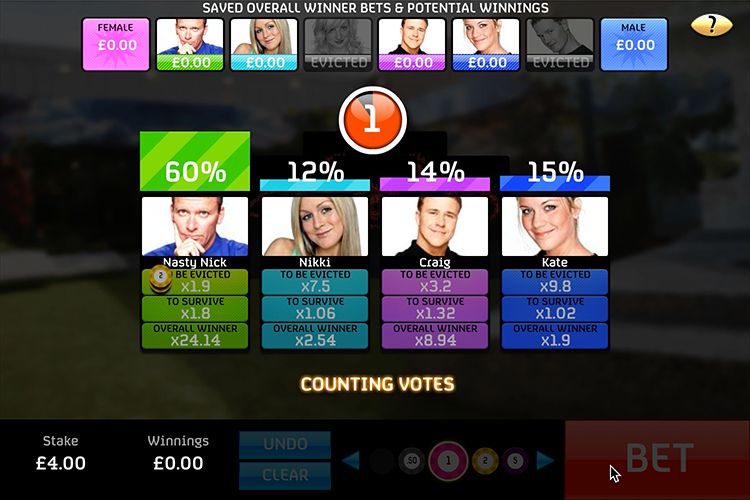 SAVED OVERALL WINNER BETS & POTENTIAL WINNINGS
FEMALE
£0.00
£0.00
£0.00
EVICTED
£0.00
£0.00
EVICTED
MALE
£0.00
?
1
60%
12%
14%
15%
Nasty Nick
Nikki
Craig
Kate
2
BE EVICTED
TO BE EVICTED
TO BE EVICTED
TO BE EVICTED
x1.9
x7.5
x3.2
x9.8
TO SURVIVE
TO SURVIVE
TO SURVIVE
TO SURVIVE
x1.8
x1.06
x1.32
x1.02
OVERALL WINNER
OVERALL WINNER
OVERALL WINNER
OVERALL WINNER
x24.14
x2.54
x8.94
x1.9
COUNTING VOTES
Stake
£4.00
Winnings
£0.00
UNDO
CLEAR
.50
1
2
5
BET